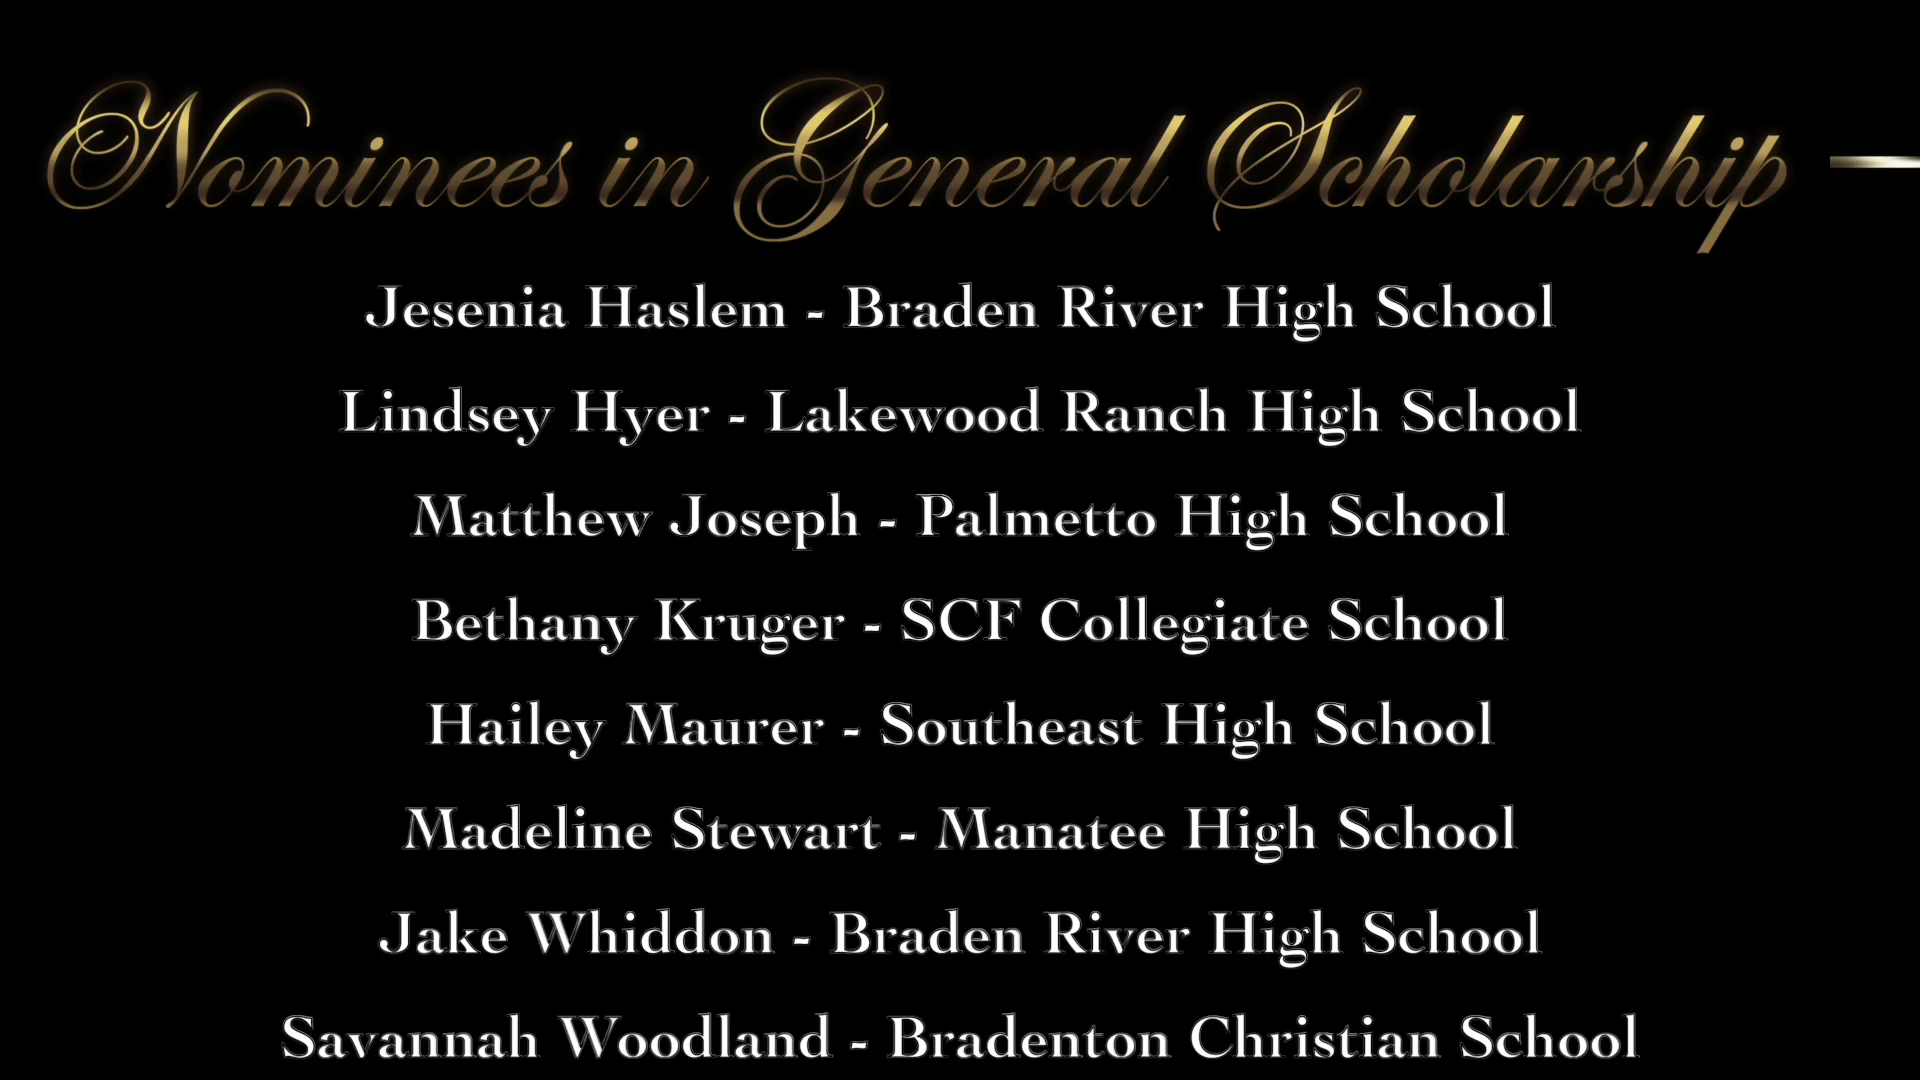 Nominees in General Scholarship
Jesenia Haslem - Braden River High School
Lindsey Hyer - Lakewood Ranch High School
Matthew Joseph - Palmetto High School
Bethany Kruger - SCF Collegiate School
Hailey Maurer - Southeast High School
Madeline Stewart - Manatee High School
Jake Whiddon - Braden River High School
Savannah Woodland - Bradenton Christian School